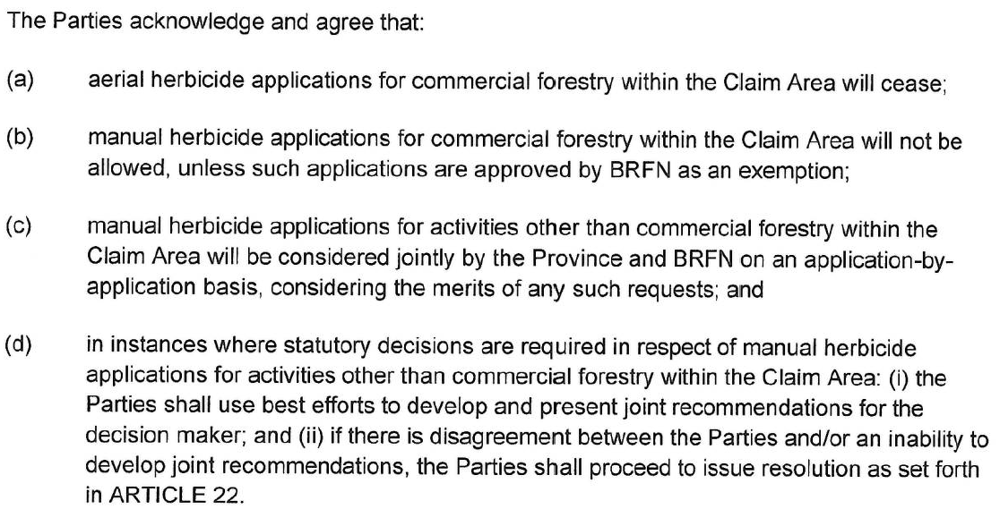 The Parties acknowledge and agree that:
(a) aerial herbicide applications for commercial forestry within the Claim Area will cease;
(b) manual herbicide applications for commercial forestry within the Claim Area will not be
allowed, unless such applications are approved by BRFN as an exemption;
(c) manual herbicide applications for activities other than commercial forestry within the
Claim Area will be considered jointly by the Province and BRFN on an application-by-
application basis, considering the merits of any such requests; and
(d) in instances where statutory decisions are required in respect of manual herbicide
applications for activities other than commercial forestry within the Claim Area: (i) the
Parties shall use best efforts to develop and present joint recommendations for the
decision maker; and (ii) if there is disagreement between the Parties and/or an inability to
develop joint recommendations, the Parties shall proceed to issue resolution as set forth
in ARTICLE 22.